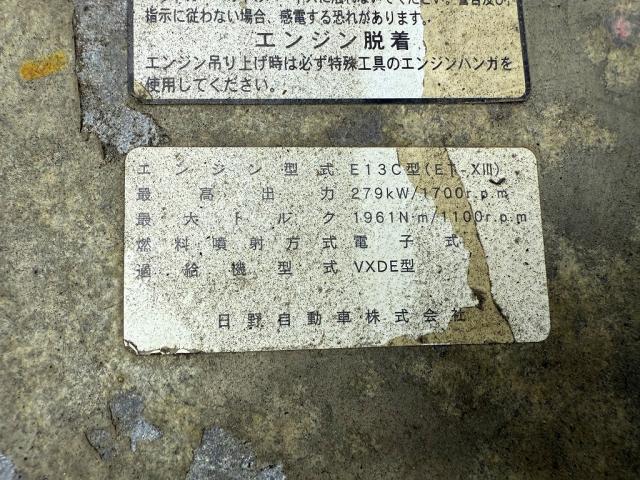 指示に従わない場合、感電する恐れがあります。
エンジン脱着
エンジン吊り上げ時は必ず特殊工具のエンジンハンガを
使用してください。
エンジン型式 E13C型(ET-XIII)
最高出力 279kW/1700r.p.m
最大トルク 1961N·m/1100r.p.m
燃料噴射方式 電子式
過給機型式 VXDE型
日野自動車株式会社